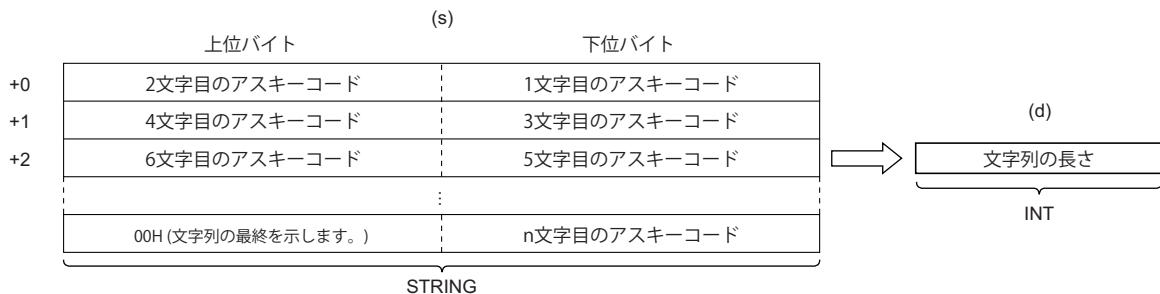 (s)
上位バイト 下位バイト
+0 2文字目のアスキーコード 1文字目のアスキーコード
+1 4文字目のアスキーコード 3文字目のアスキーコード (d)
+2 6文字目のアスキーコード 5文字目のアスキーコード 文字列の長さ
⋮
00H (文字列の最終を示します。) n文字目のアスキーコード INT
STRING